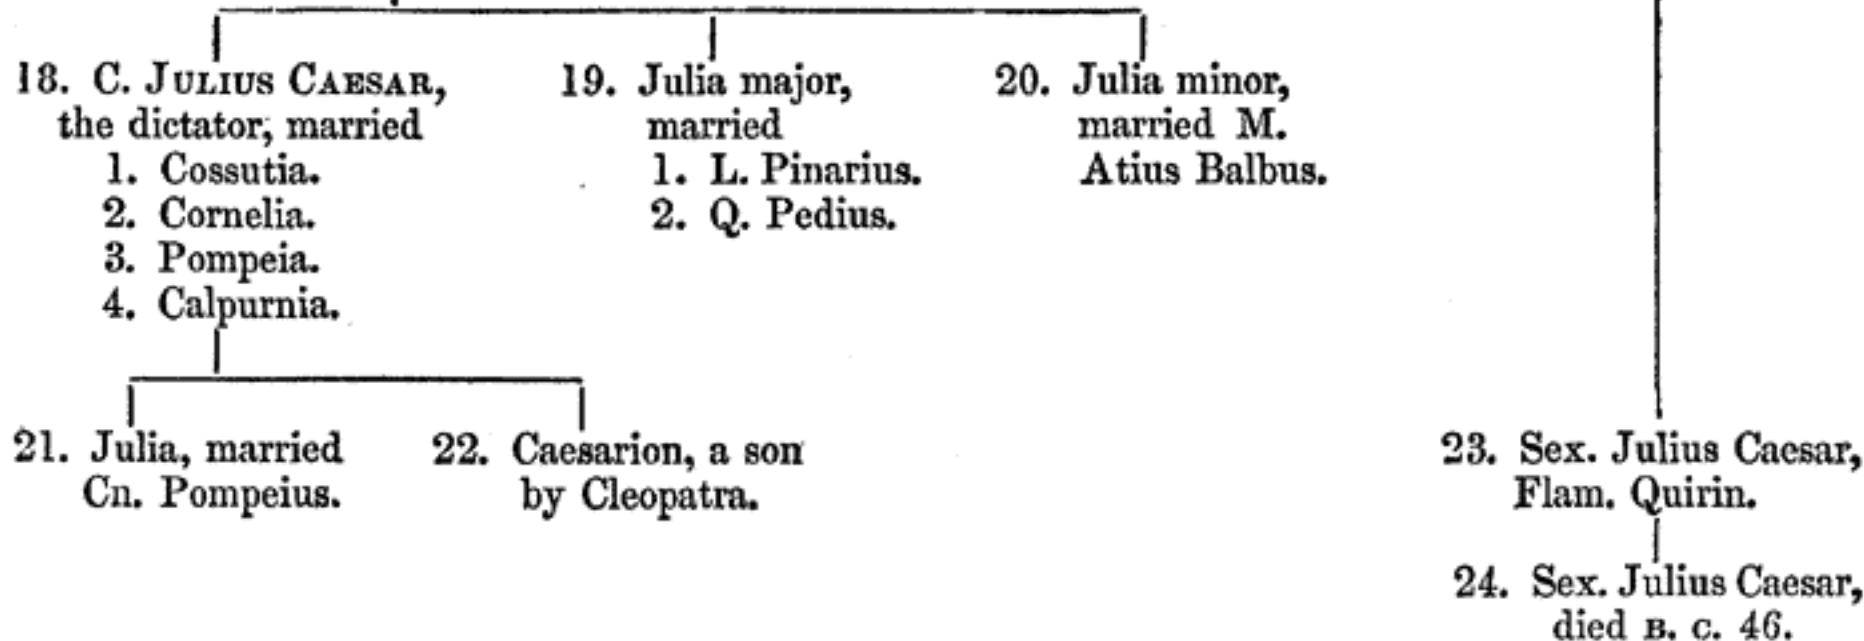 18. C. JULIUS CAESAR,
the dictator, married
1. Cossutia.
2. Cornelia.
3. Pompeia.
4. Calpurnia.
19. Julia major,
married
1. L. Pinarius.
2. Q. Pedius.
20. Julia minor,
married M.
Atius Balbus.
21. Julia, married
Cn. Pompeius.
22. Caesarion, a son
by Cleopatra.
23. Sex. Julius Caesar,
Flam. Quirin.
24. Sex. Julius Caesar,
died B. C. 46.